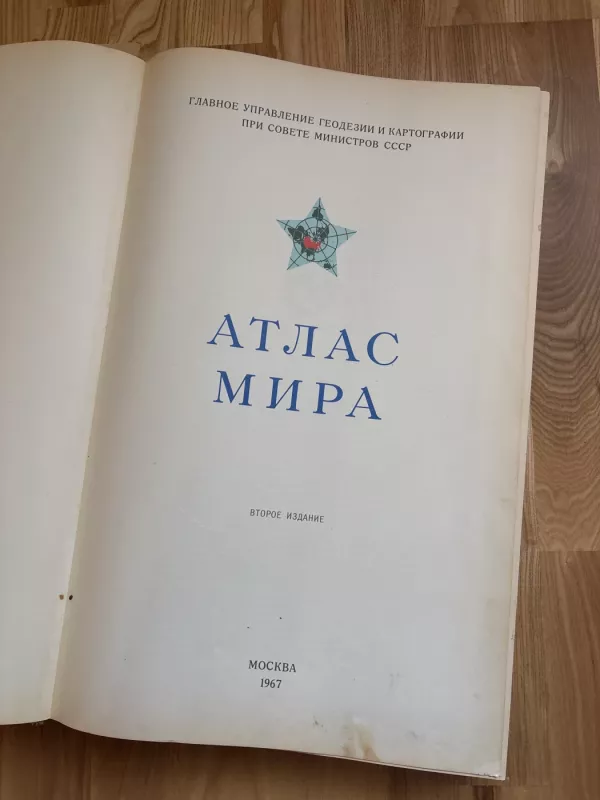 ГЛАВНОЕ УПРАВЛЕНИЕ ГЕОДЕЗИИ И КАРТОГРАФИИ
ПРИ СОВЕТЕ МИНИСТРОВ СССР
АТЛАС
МИРА
ВТОРОЕ ИЗДАНИЕ
МОСКВА
1967